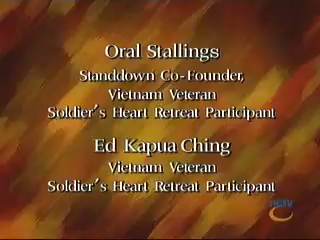 Oral Stallings
Standdown Co-Founder,
Vietnam Veteran
Soldier's Heart Retreat Participant
Ed Kapua Ching
Vietnam Veteran
Soldier's Heart Retreat Participant